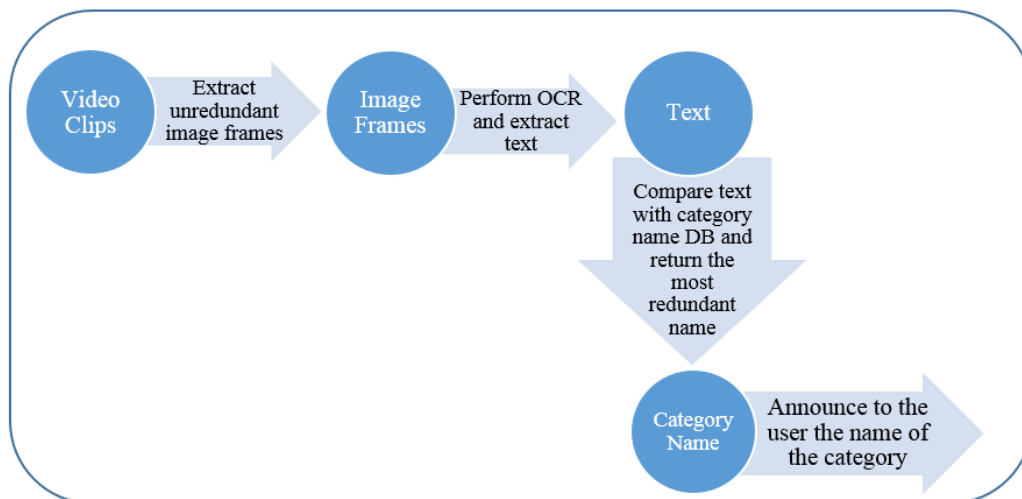 Video
Clips
Extract
unredundant
image frames
Image
Frames
Perform OCR
and extract
text
Text
Compare text
with category
name DB and
return the
most
redundant
name
Category
Name
Announce to the
user the name of
the category